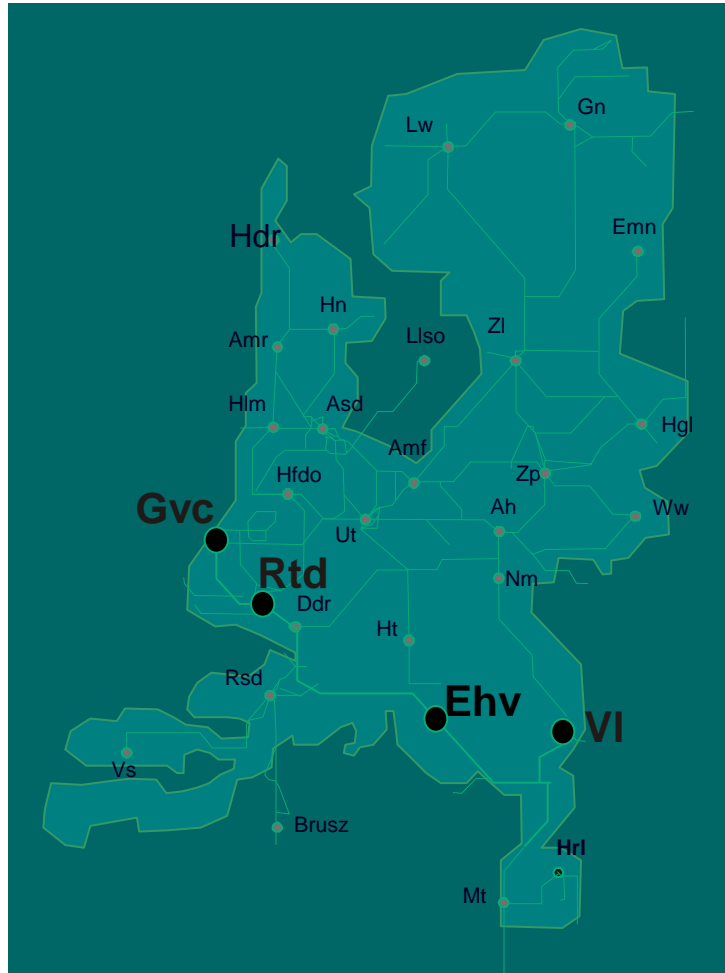 Gn
Lw
Emn
Hdr
Hn
Amr
Llso
Zl
Hlm
Asd
Hgl
Amf
Zp
Hfdo
Gvc
Ah
Ww
Ut
Rtd
Nm
Ddr
Ht
Rsd
Ehv
Vl
Vs
Brusz
Hrl
Mt